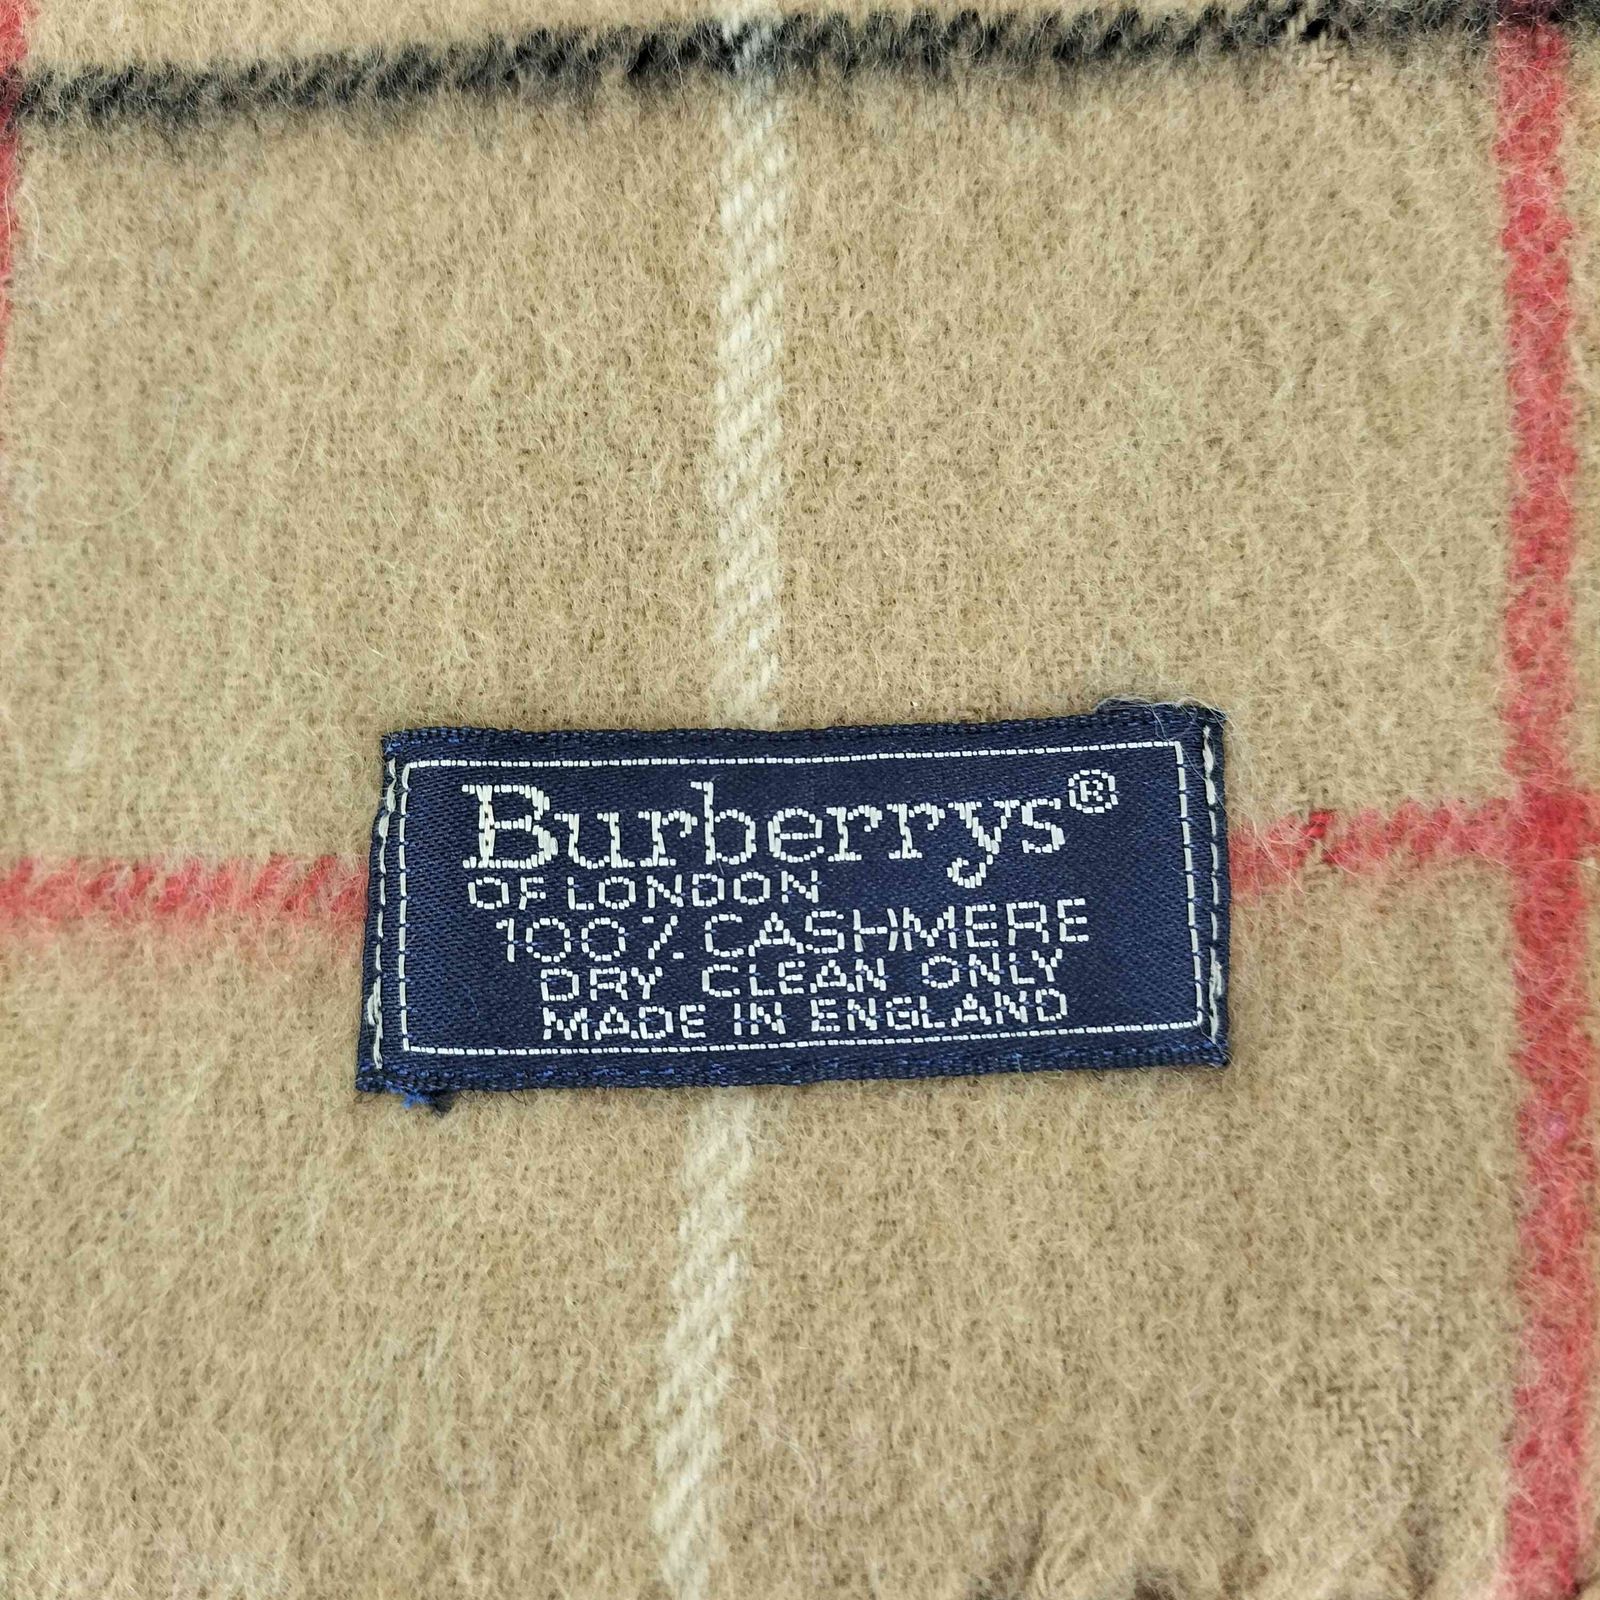 Burberrys®
OF LONDON
100% CASHMERE
DRY CLEAN ONLY
MADE IN ENGLAND